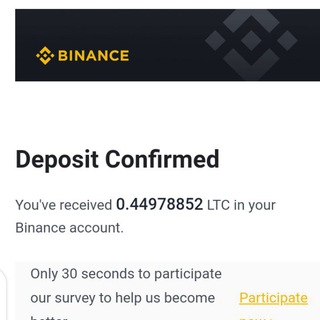 BINANCE
Deposit Confirmed
You've received 0.44978852 LTC in your
Binance account.
Only 30 seconds to participate
our survey to help us become
Participate